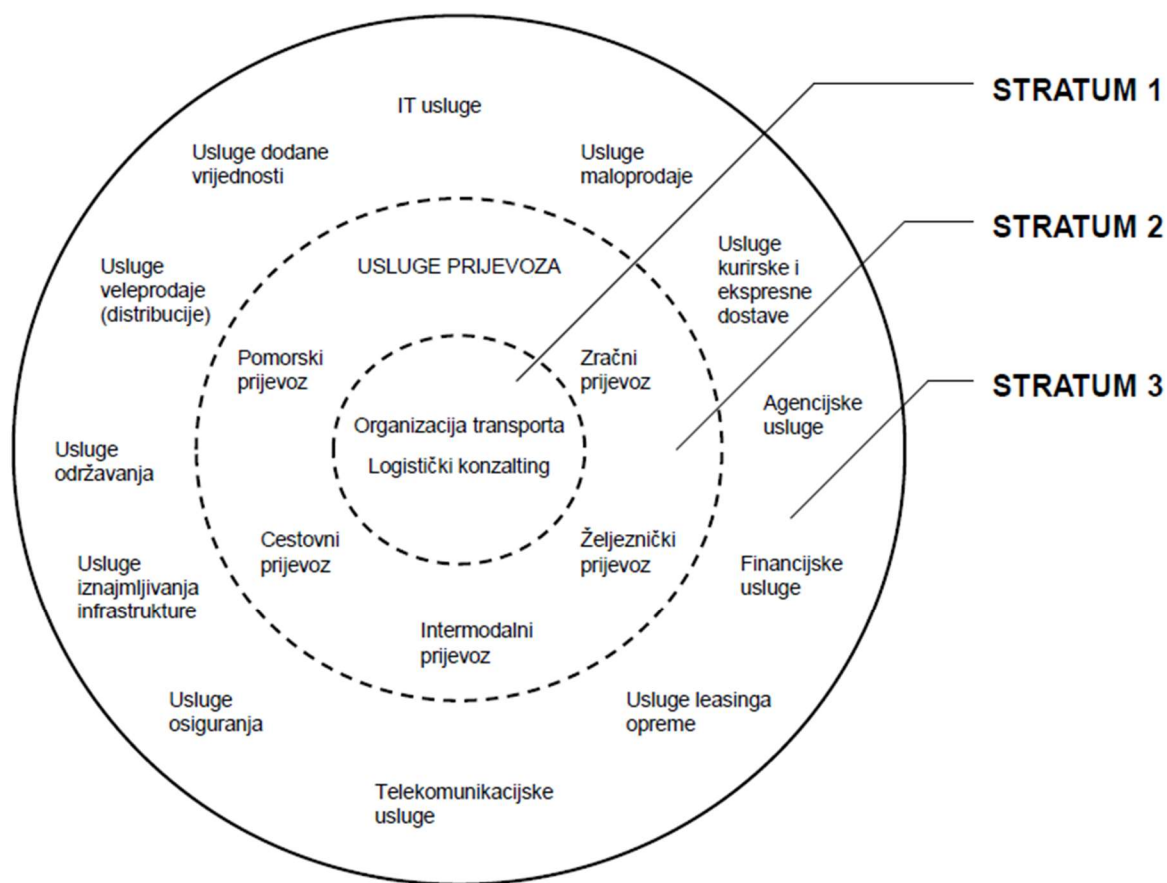 IT usluge
STRATUM 1
Usluge dodane
vrijednosti
Usluge
maloprodaje
STRATUM 2
Usluge
kurirske i
ekspresne
dostave
USLUGE PRIJEVOZA
Usluge
veleprodaje
(distribucije)
Pomorski
prijevoz
Zračni
prijevoz
STRATUM 3
Agencijske
usluge
Organizacija transporta
Logistički konzalting
Usluge
održavanja
Cestovni
prijevoz
Željeznički
prijevoz
Financijske
usluge
Usluge
iznajmljivanja
infrastrukture
Intermodalni
prijevoz
Usluge
osiguranja
Usluge leasinga
opreme
Telekomunikacijske
usluge